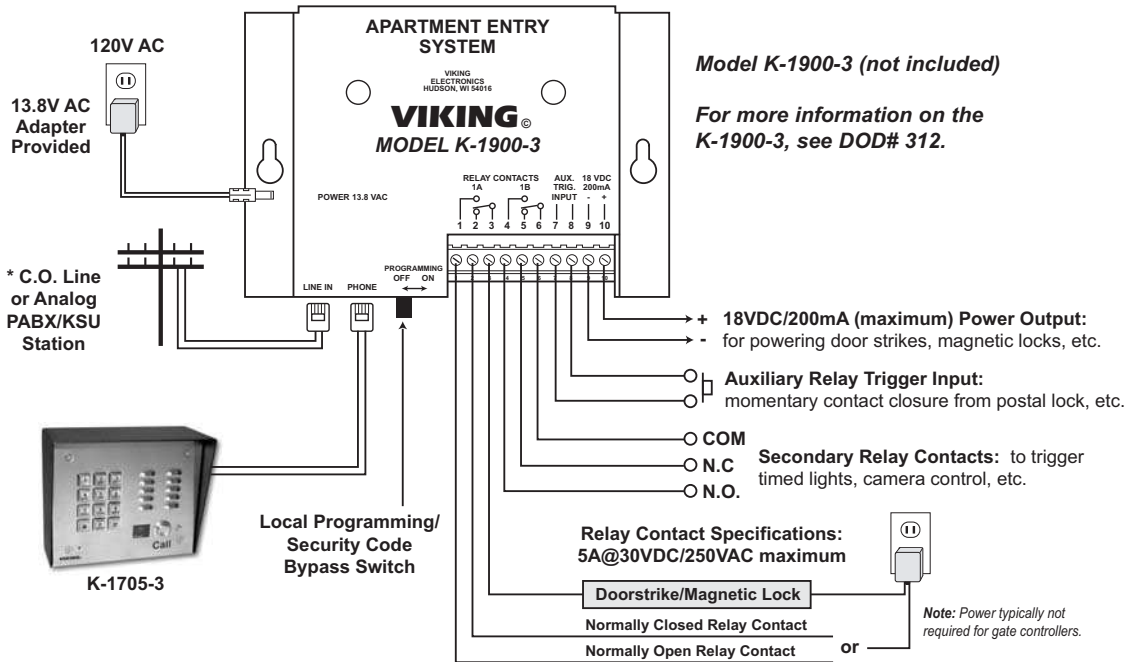 APARTMENT ENTRY
SYSTEM
VIKING
ELECTRONICS
HUDSON, WI 54016
VIKING©
MODEL K-1900-3
POWER 13.8 VAC
RELAY CONTACTS
1A 1B
AUX.
TRIG.
INPUT
18 VDC
200mA
- +
1 2 3 4 5 6 7 8 9 10
PROGRAMMING
OFF ON
LINE IN PHONE
120V AC
13.8V AC
Adapter
Provided
* C.O. Line
or Analog
PABX/KSU
Station
Model K-1900-3 (not included)
For more information on the
K-1900-3, see DOD# 312.
+ 18VDC/200mA (maximum) Power Output:
- for powering door strikes, magnetic locks, etc.
Auxiliary Relay Trigger Input:
momentary contact closure from postal lock, etc.
COM
N.C
N.O.
Secondary Relay Contacts: to trigger
timed lights, camera control, etc.
Call
K-1705-3
Local Programming/
Security Code
Bypass Switch
Relay Contact Specifications:
5A@30VDC/250VAC maximum
Doorstrike/Magnetic Lock
Normally Closed Relay Contact
or
Normally Open Relay Contact
Note: Power typically not
required for gate controllers.